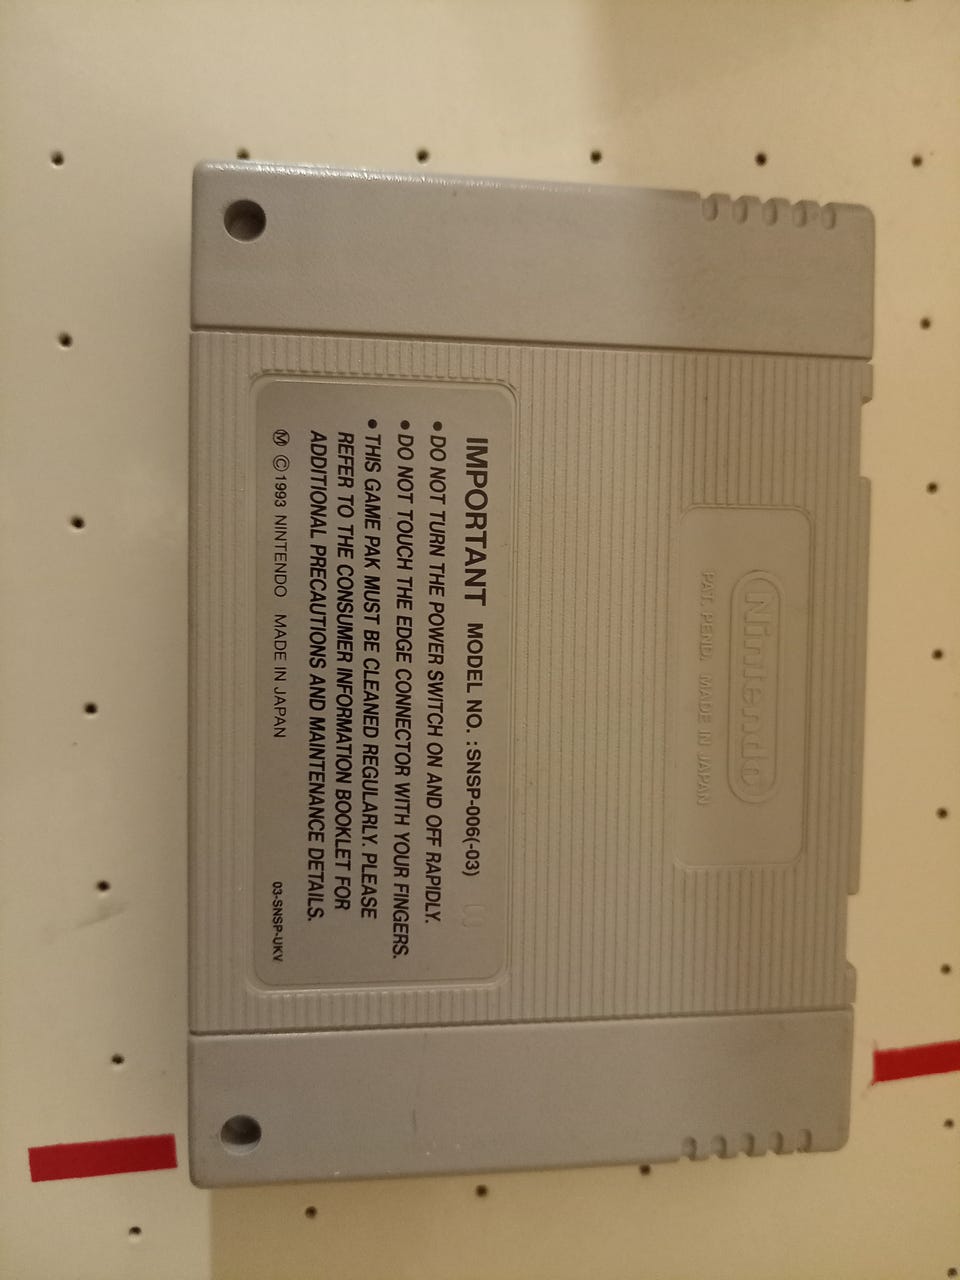 Nintendo
PAT. PEND. MADE IN JAPAN
IMPORTANT MODEL NO. :SNSP-006(-03)
• DO NOT TURN THE POWER SWITCH ON AND OFF RAPIDLY.
• DO NOT TOUCH THE EDGE CONNECTOR WITH YOUR FINGERS.
• THIS GAME PAK MUST BE CLEANED REGULARLY. PLEASE
REFER TO THE CONSUMER INFORMATION BOOKLET FOR
ADDITIONAL PRECAUTIONS AND MAINTENANCE DETAILS.
Ⓜ ©1993 NINTENDO MADE IN JAPAN
03-SNSP-UKV